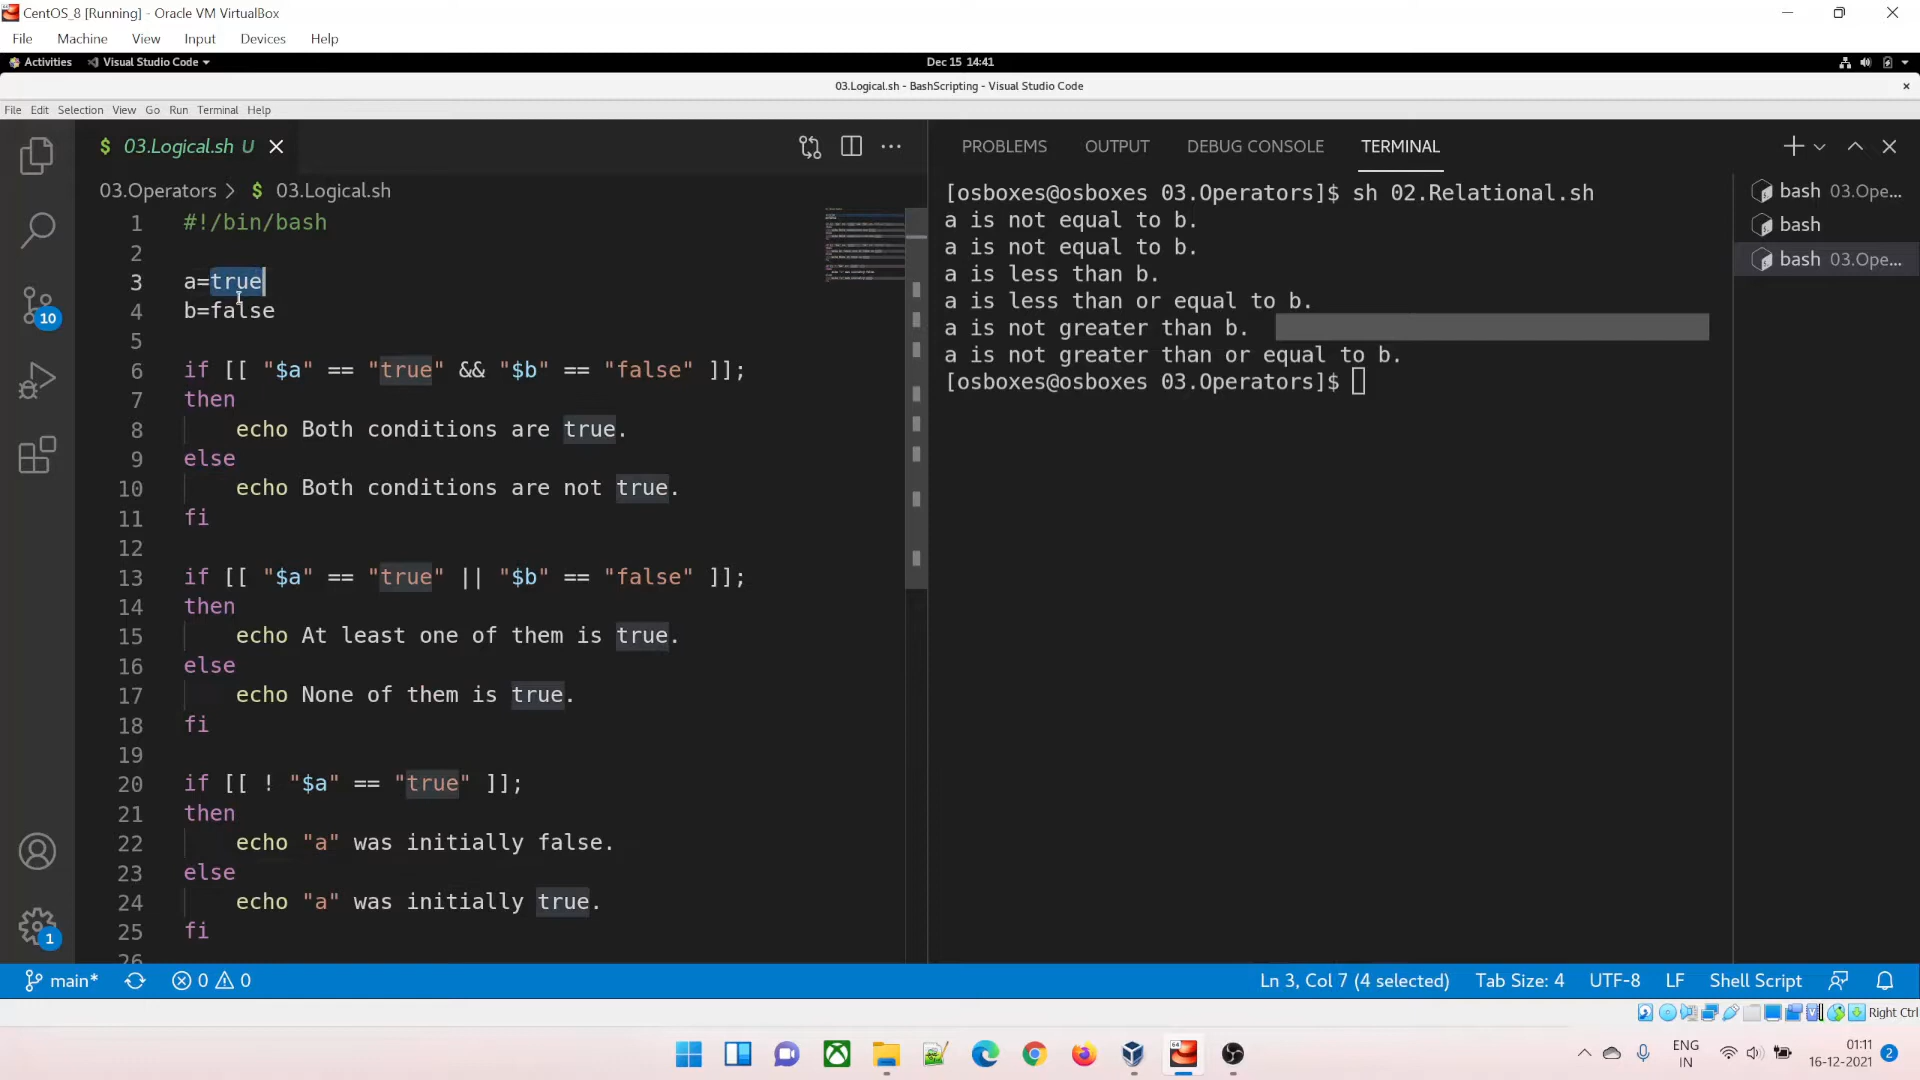 CentOS_8 [Running] - Oracle VM VirtualBox
File Machine View Input Devices Help
Activities Visual Studio Code Dec 15 14:41
03.Logical.sh - BashScripting - Visual Studio Code
File Edit Selection View Go Run Terminal Help
$ 03.Logical.sh U
03.Operators > $ 03.Logical.sh
1 #!/bin/bash
2
3 a=true
4 b=false
5
6 if [[ "$a" == "true" && "$b" == "false" ]];
7 then
8 echo Both conditions are true.
9 else
10 echo Both conditions are not true.
11 fi
12
13 if [[ "$a" == "true" || "$b" == "false" ]];
14 then
15 echo At least one of them is true.
16 else
17 echo None of them is true.
18 fi
19
20 if [[ ! "$a" == "true" ]];
21 then
22 echo "a" was initially false.
23 else
24 echo "a" was initially true.
25 fi
26
PROBLEMS OUTPUT DEBUG CONSOLE TERMINAL
[osboxes@osboxes 03.Operators]$ sh 02.Relational.sh
a is not equal to b.
a is not equal to b.
a is less than b.
a is less than or equal to b.
a is not greater than b.
a is not greater than or equal to b.
[osboxes@osboxes 03.Operators]$
bash 03.Ope...
bash
bash 03.Ope...
10
1
main* 0 0 Ln 3, Col 7 (4 selected) Tab Size: 4 UTF-8 LF Shell Script
Right Ctrl
64
ENG
IN
01:11
16-12-2021
2